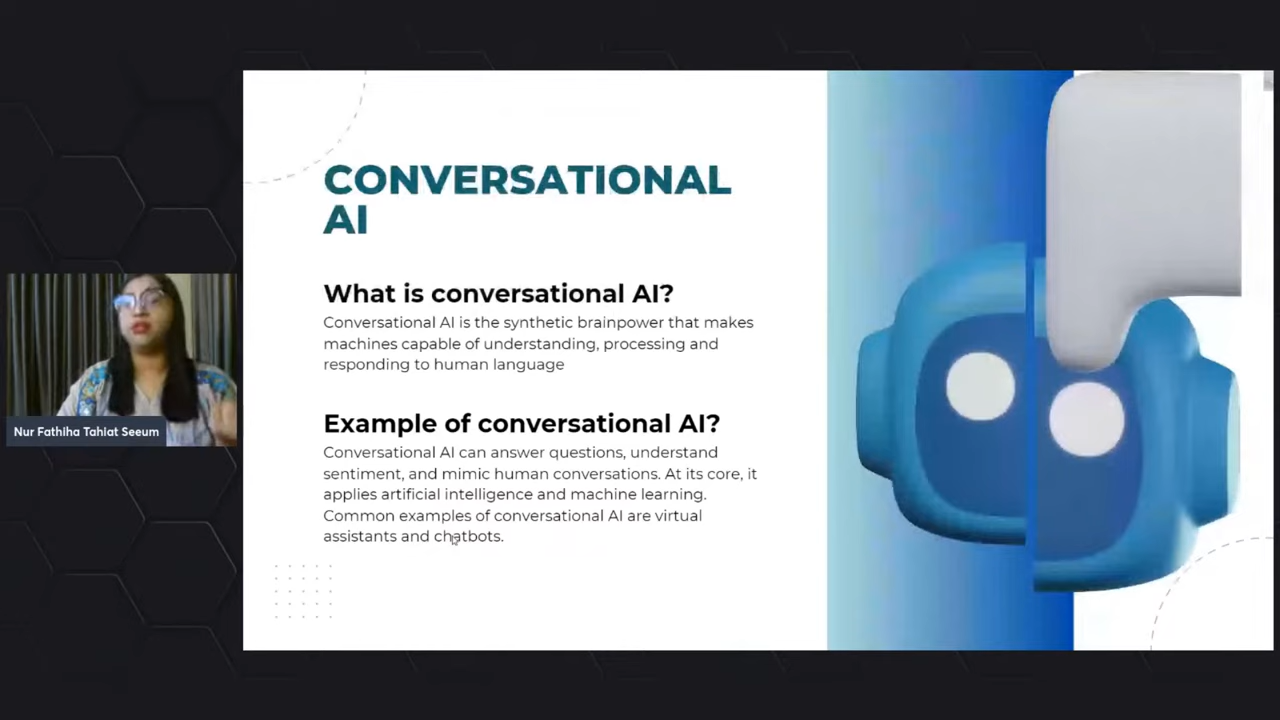 CONVERSATIONAL
AI
What is conversational AI?
Conversational AI is the synthetic brainpower that makes
machines capable of understanding, processing and
responding to human language
Example of conversational AI?
Conversational AI can answer questions, understand
sentiment, and mimic human conversations. At its core, it
applies artificial intelligence and machine learning.
Common examples of conversational AI are virtual
assistants and chatbots.
Nur Fathiha Tahiat Seeum